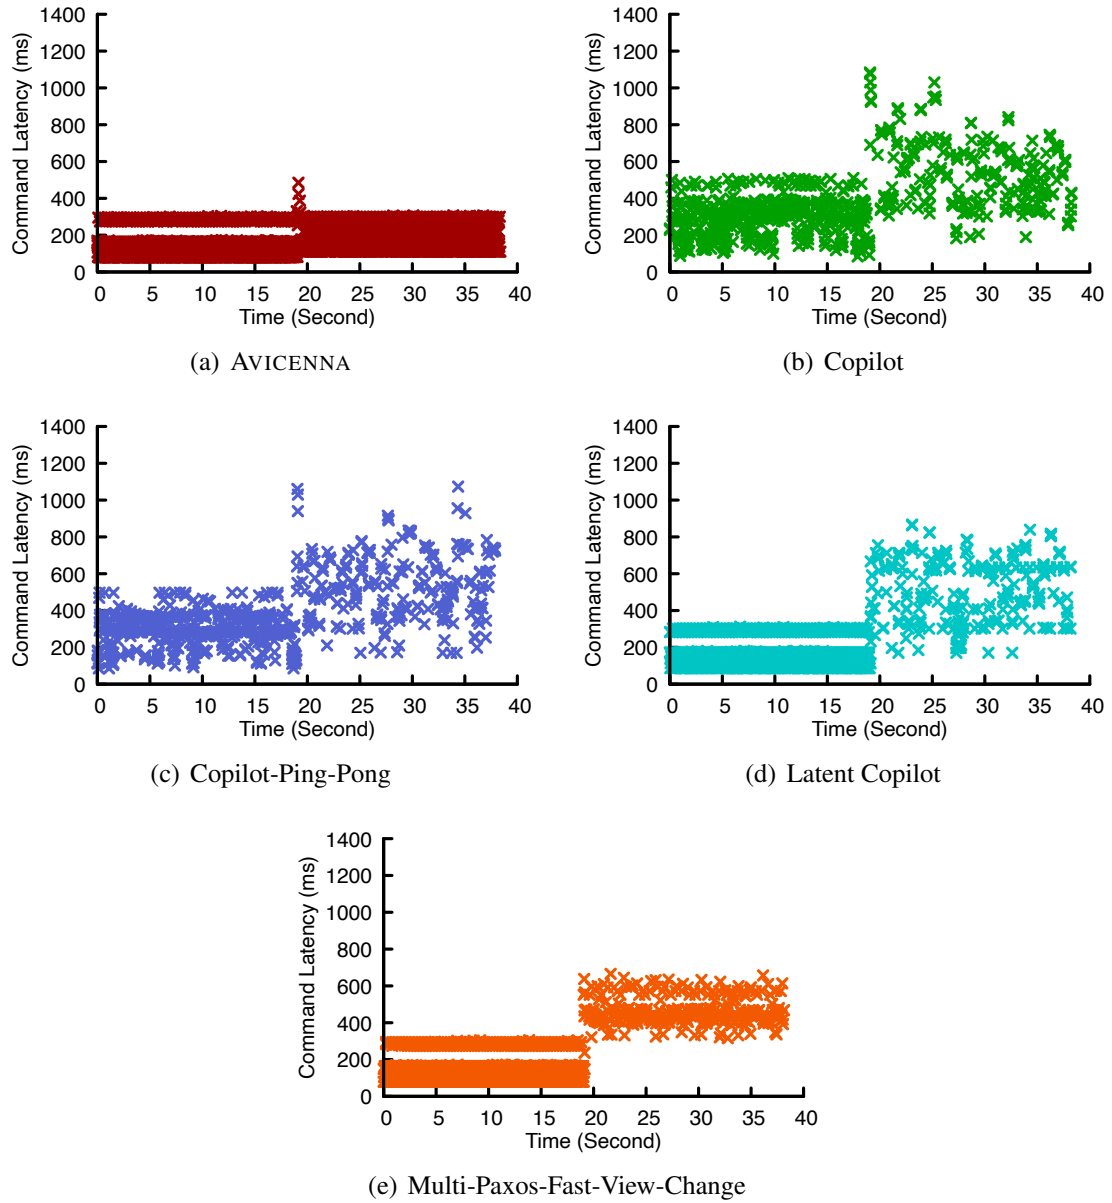 1400
1200
1000
800
600
400
200
0
Command Latency (ms)
0 5 10 15 20 25 30 35 40
Time (Second)
(a) AVICENNA
1400
1200
1000
800
600
400
200
0
Command Latency (ms)
0 5 10 15 20 25 30 35 40
Time (Second)
(b) Copilot
1400
1200
1000
800
600
400
200
0
Command Latency (ms)
0 5 10 15 20 25 30 35 40
Time (Second)
(c) Copilot-Ping-Pong
1400
1200
1000
800
600
400
200
0
Command Latency (ms)
0 5 10 15 20 25 30 35 40
Time (Second)
(d) Latent Copilot
1400
1200
1000
800
600
400
200
0
Command Latency (ms)
0 5 10 15 20 25 30 35 40
Time (Second)
(e) Multi-Paxos-Fast-View-Change